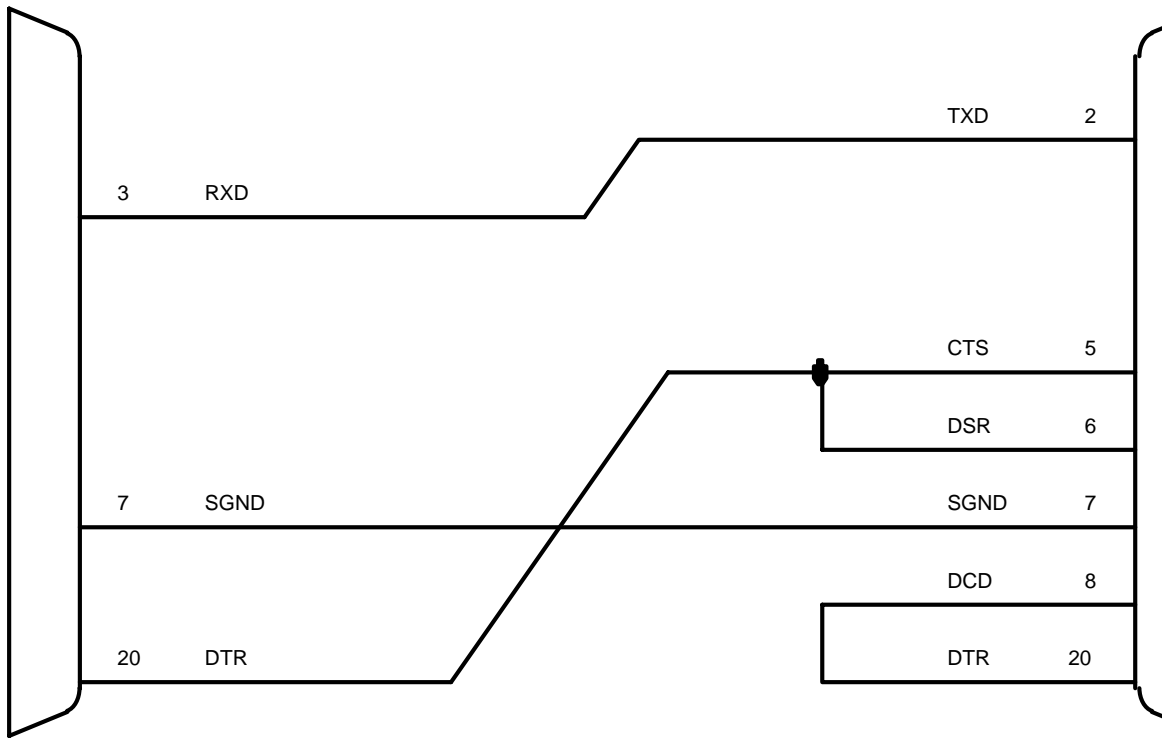 TXD 2
3 RXD
CTS 5
DSR 6
7 SGND SGND 7
DCD 8
20 DTR DTR 20